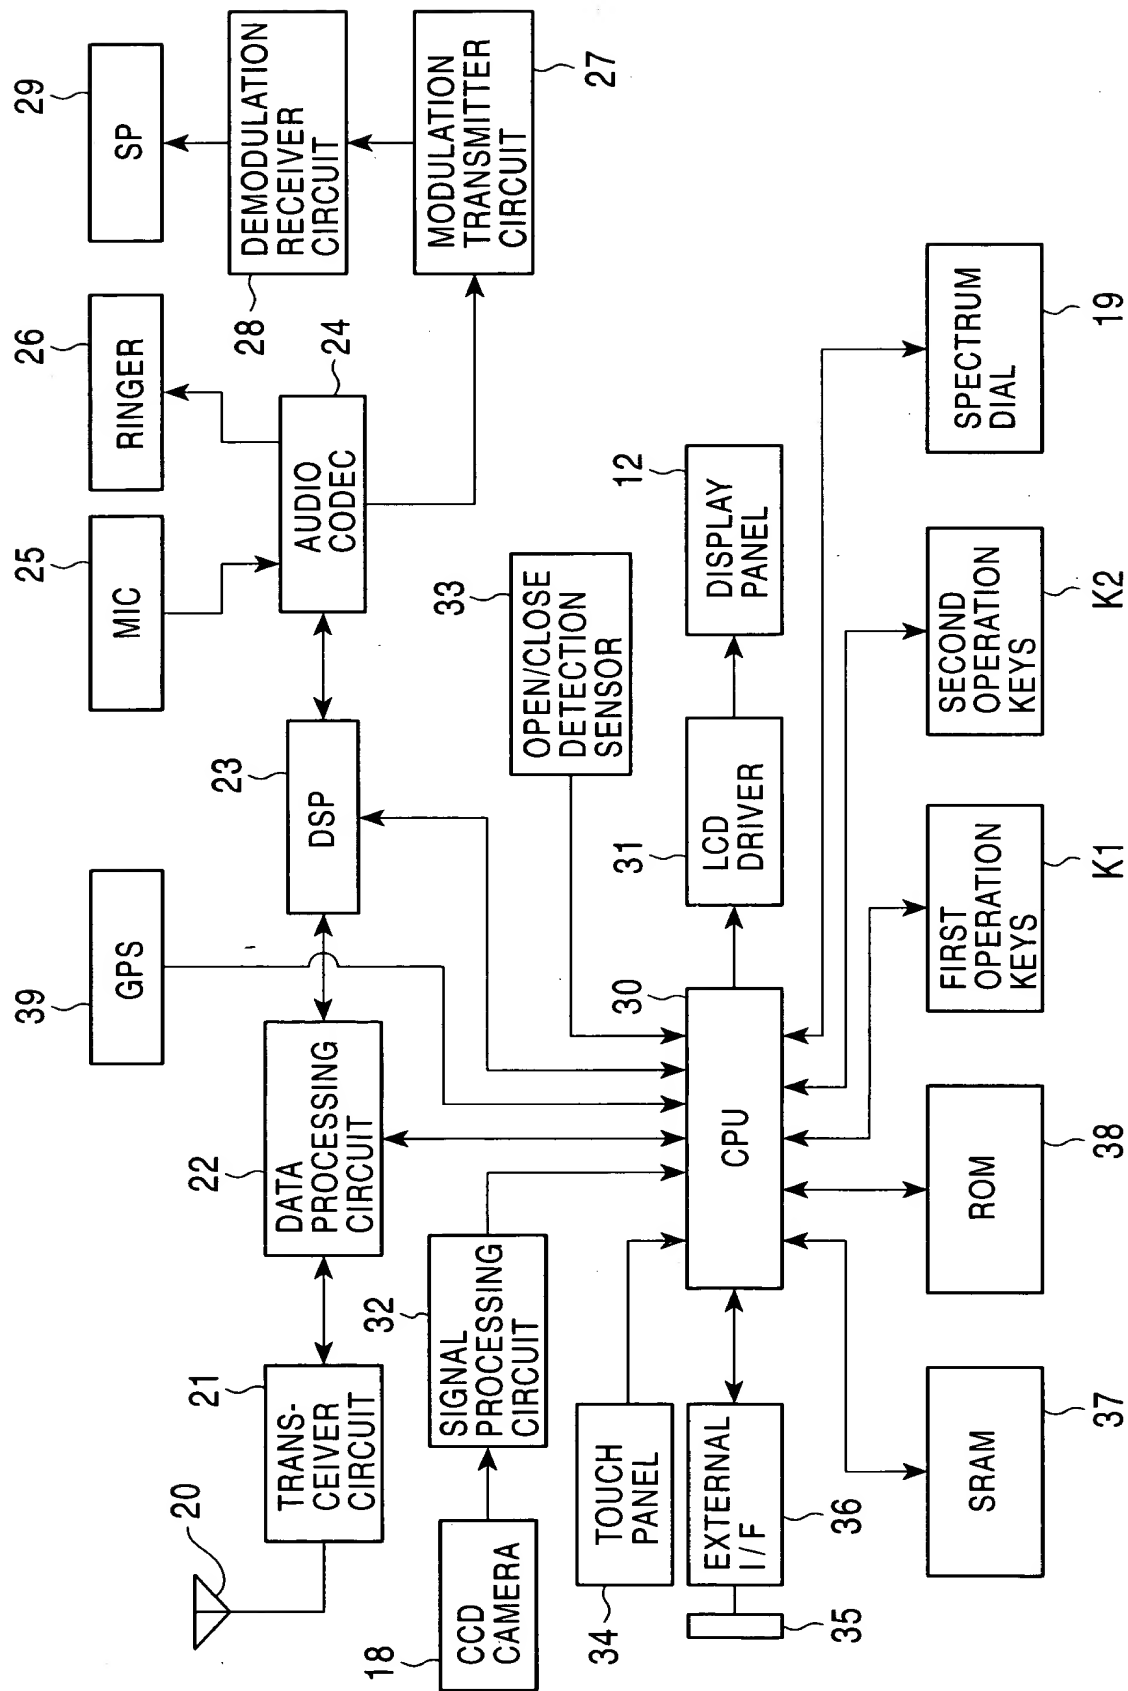 39
GPS
25
MIC
26
RINGER
29
SP
20
21
TRANS-
CEIVER
CIRCUIT
22
DATA
PROCESSING
CIRCUIT
23
DSP
24
AUDIO
CODEC
28
DEMODULATION
RECEIVER
CIRCUIT
18
CCD
CAMERA
32
SIGNAL
PROCESSING
CIRCUIT
33
OPEN/CLOSE
DETECTION
SENSOR
27
MODULATION
TRANSMITTER
CIRCUIT
34
TOUCH
PANEL
35
36
EXTERNAL
I/F
30
CPU
31
LCD
DRIVER
12
DISPLAY
PANEL
SRAM
37
ROM
38
FIRST
OPERATION
KEYS
K1
SECOND
OPERATION
KEYS
K2
SPECTRUM
DIAL
19